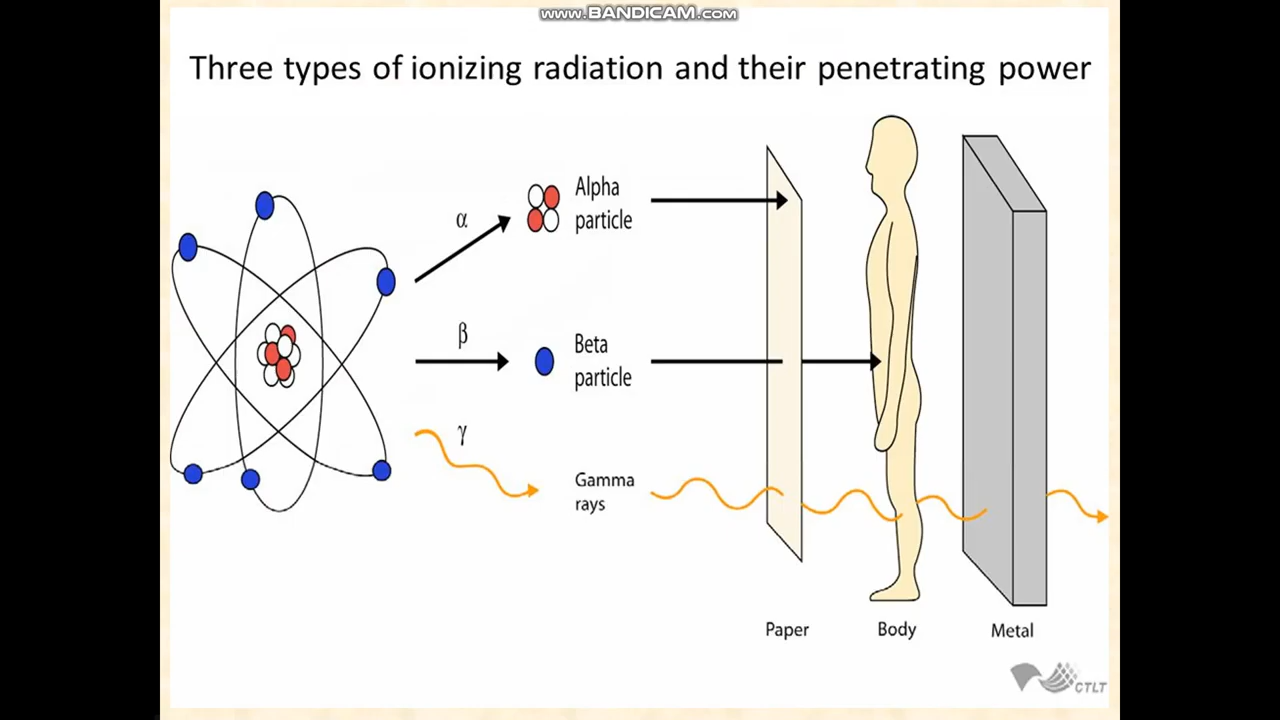 www.BANDICAM.com
Three types of ionizing radiation and their penetrating power
Alpha
particle
α
β
Beta
particle
γ
Gamma
rays
Paper
Body
Metal
CTLT